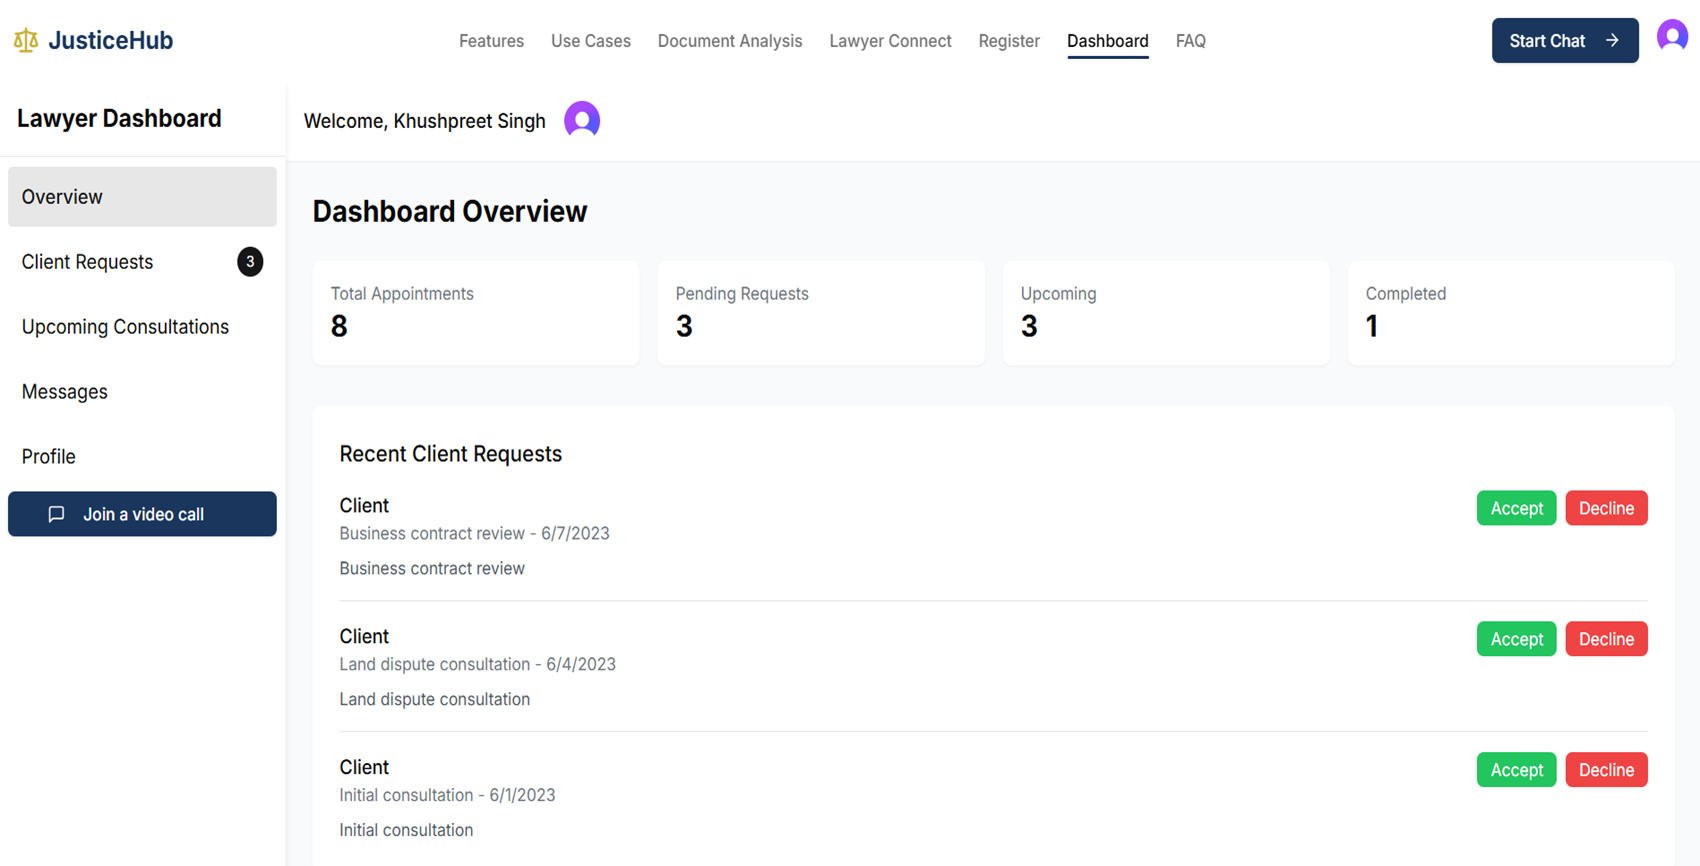 JusticeHub
Features Use Cases Document Analysis Lawyer Connect Register Dashboard FAQ
Start Chat
Lawyer Dashboard
Welcome, Khushpreet Singh
Overview
Client Requests 3
Upcoming Consultations
Messages
Profile
Join a video call
Dashboard Overview
Total Appointments
8
Pending Requests
3
Upcoming
3
Completed
1
Recent Client Requests
Client
Business contract review - 6/7/2023
Business contract review
Accept Decline
Client
Land dispute consultation - 6/4/2023
Land dispute consultation
Accept Decline
Client
Initial consultation - 6/1/2023
Initial consultation
Accept Decline